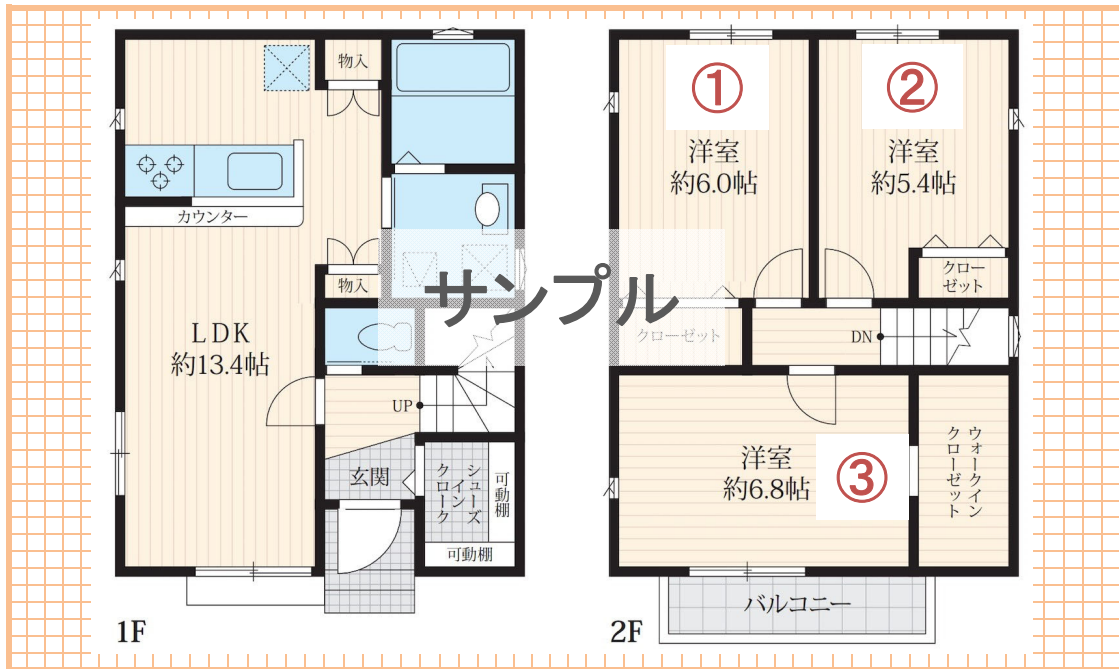 物入
カウンター
物入
LDK
約13.4帖
UP
玄関
シューズ
イン
クローク
可動棚
可動棚
1F
①
洋室
約6.0帖
②
洋室
約5.4帖
クロー
ゼット
クローゼット
DN
洋室
約6.8帖
③
ウォークイン
クローゼット
バルコニー
2F
サンプル